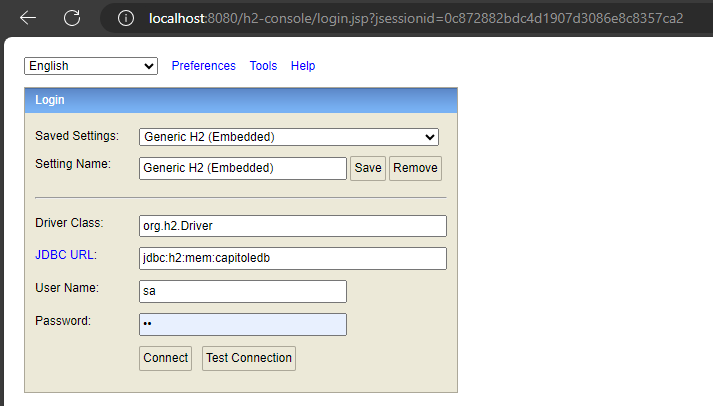 localhost:8080/h2-console/login.jsp?jsessionid=0c872882bdc4d1907d3086e8c8357ca2
English Preferences Tools Help
Login
Saved Settings: Generic H2 (Embedded)
Setting Name: Generic H2 (Embedded) Save Remove
Driver Class: org.h2.Driver
JDBC URL: jdbc:h2:mem:capitoledb
User Name: sa
Password: ••
Connect Test Connection